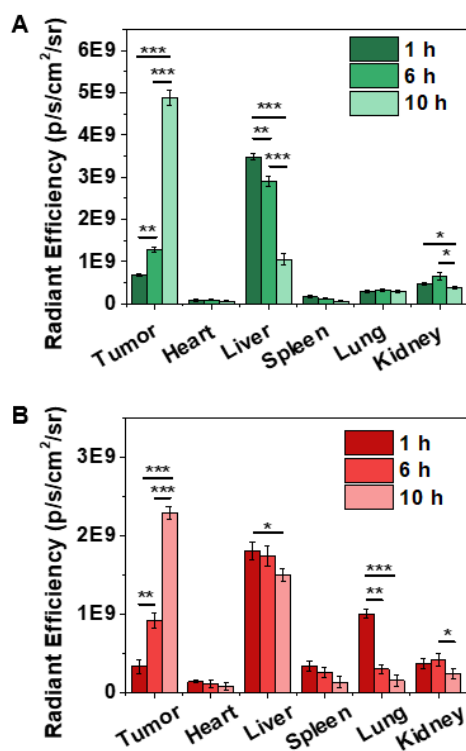 A
Radiant Efficiency (p/s/cm²/sr)
6E9
5E9
4E9
3E9
2E9
1E9
0
1 h
6 h
10 h
***
***
**
***
**
***
*
*
Tumor
Heart
Liver
Spleen
Lung
Kidney
B
Radiant Efficiency (p/s/cm²/sr)
3E9
2E9
1E9
0
1 h
6 h
10 h
***
***
**
*
***
**
*
Tumor
Heart
Liver
Spleen
Lung
Kidney